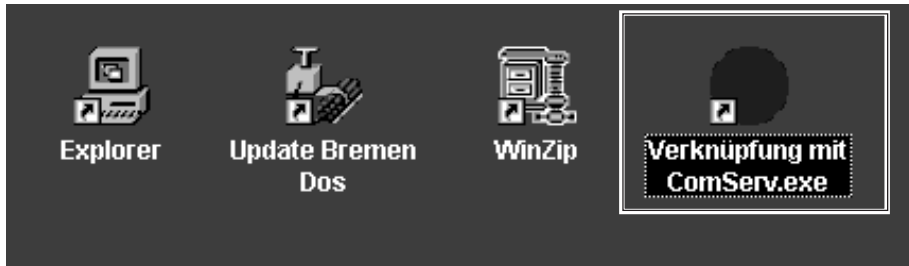 Explorer
Update Bremen
Dos
WinZip
Verknüpfung mit
ComServ.exe